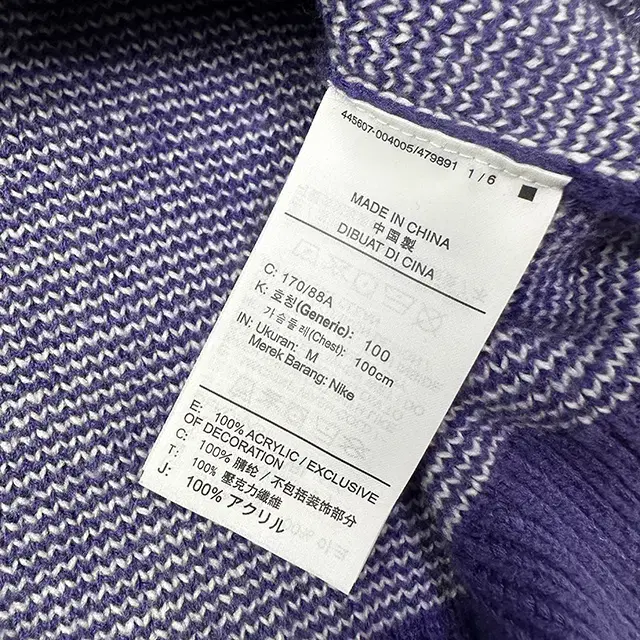 445607-004005/479891 1/6
MADE IN CHINA
中國製
DIBUAT DI CINA
C: 170/88A
K: 호칭(Generic): 100
가슴둘레(Chest): 100cm
IN: Ukuran: M
Merek Barang: Nike
E: 100% ACRYLIC / EXCLUSIVE
OF DECORATION
C: 100% 腈纶 / 不包括装饰部分
T: 100% 壓克力纖維
J: 100% アクリル